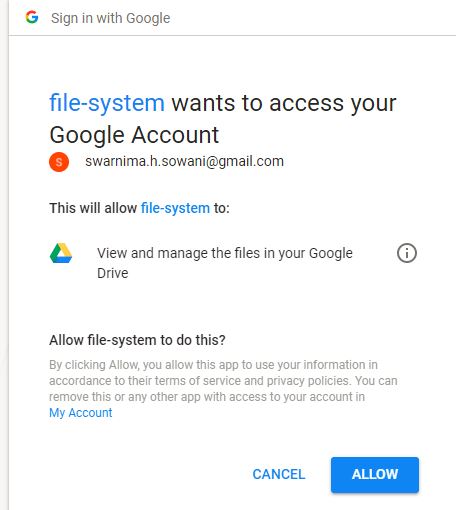 Sign in with Google
file-system wants to access your
Google Account
S swarnima.h.sowani@gmail.com
This will allow file-system to:
View and manage the files in your Google
Drive
Allow file-system to do this?
By clicking Allow, you allow this app to use your information in
accordance to their terms of service and privacy policies. You can
remove this or any other app with access to your account in
My Account
CANCEL ALLOW